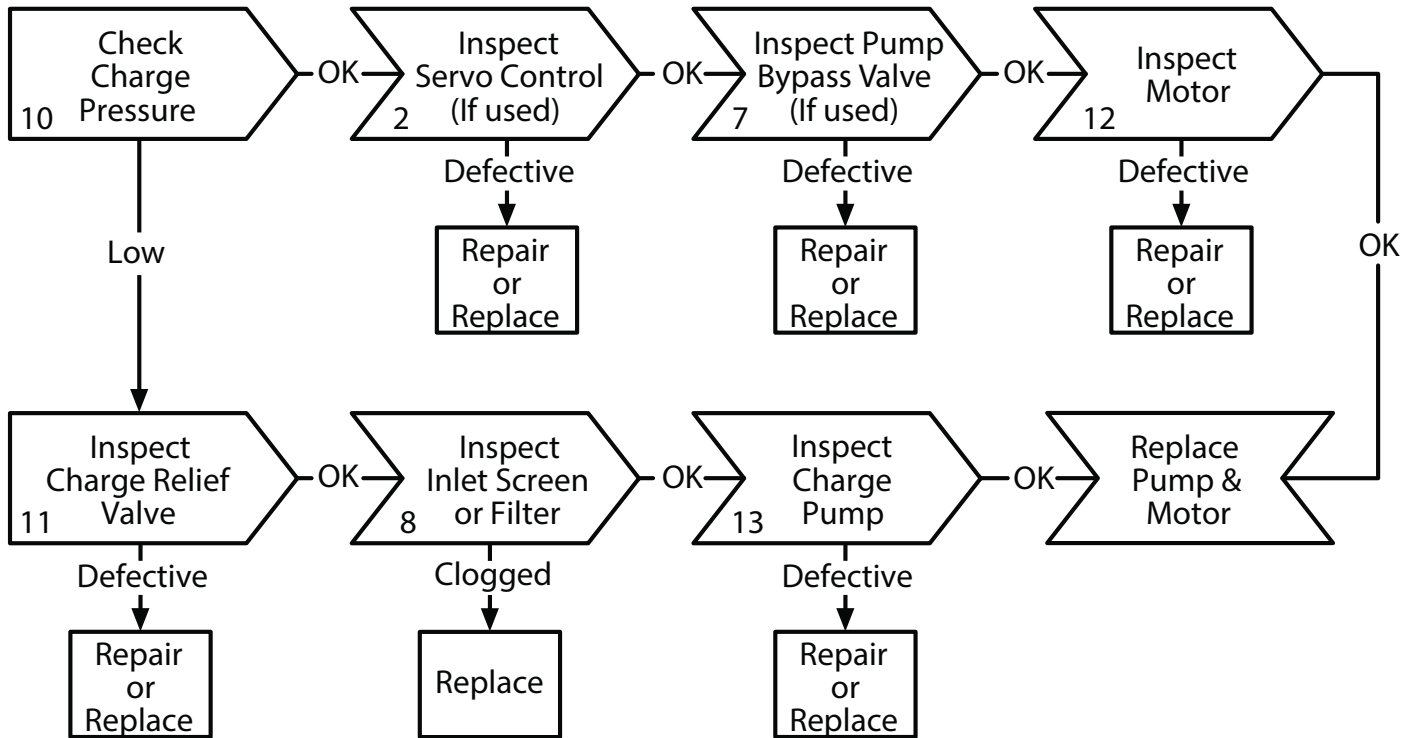 Check
Charge
Pressure
10
OK
Inspect
Servo Control
(If used)
2
OK
Inspect Pump
Bypass Valve
(If used)
7
OK
Inspect
Motor
12
OK
Low
Defective
Repair
or
Replace
Defective
Repair
or
Replace
Defective
Repair
or
Replace
Inspect
Charge Relief
Valve
11
OK
Inspect
Inlet Screen
or Filter
8
OK
Inspect
Charge
Pump
13
OK
Replace
Pump &
Motor
Defective
Repair
or
Replace
Clogged
Replace
Defective
Repair
or
Replace